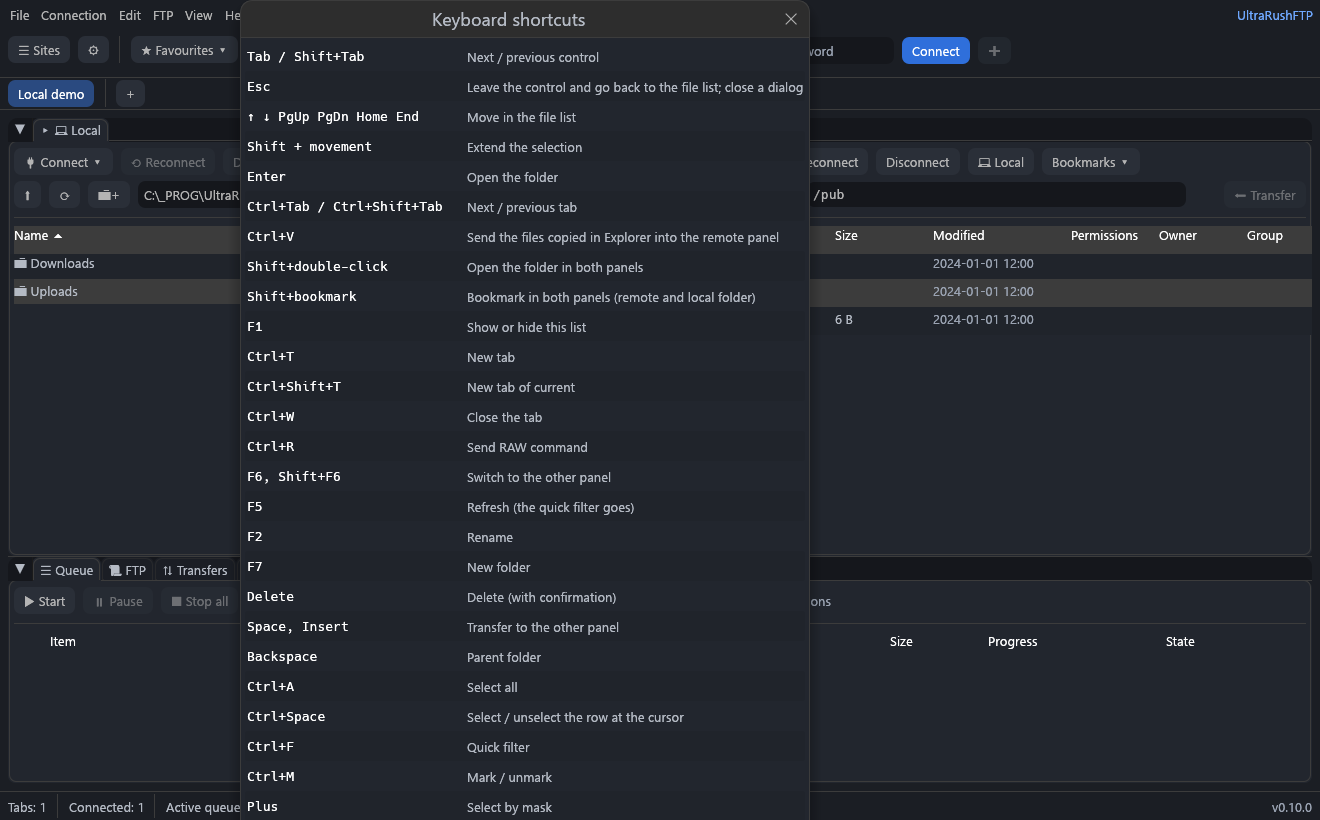 File Connection Edit FTP View He
Keyboard shortcuts
UltraRushFTP
Sites
Favourites
Connect
+
Local demo
+
Local
Connect
Reconnect
Disconnect
Local
Bookmarks
C:\_PROG\UltraR
/pub
Transfer
Name
Size Modified Permissions Owner Group
Downloads
2024-01-01 12:00
Uploads
2024-01-01 12:00
6 B 2024-01-01 12:00
Tab / Shift+Tab Next / previous control
Esc Leave the control and go back to the file list; close a dialog
↑ ↓ PgUp PgDn Home End Move in the file list
Shift + movement Extend the selection
Enter Open the folder
Ctrl+Tab / Ctrl+Shift+Tab Next / previous tab
Ctrl+V Send the files copied in Explorer into the remote panel
Shift+double-click Open the folder in both panels
Shift+bookmark Bookmark in both panels (remote and local folder)
F1 Show or hide this list
Ctrl+T New tab
Ctrl+Shift+T New tab of current
Ctrl+W Close the tab
Ctrl+R Send RAW command
F6, Shift+F6 Switch to the other panel
F5 Refresh (the quick filter goes)
F2 Rename
F7 New folder
Delete Delete (with confirmation)
Space, Insert Transfer to the other panel
Backspace Parent folder
Ctrl+A Select all
Ctrl+Space Select / unselect the row at the cursor
Ctrl+F Quick filter
Ctrl+M Mark / unmark
Plus Select by mask
Queue FTP Transfers
Start Pause Stop all
Item Size Progress State
Tabs: 1 Connected: 1 Active queue
v0.10.0